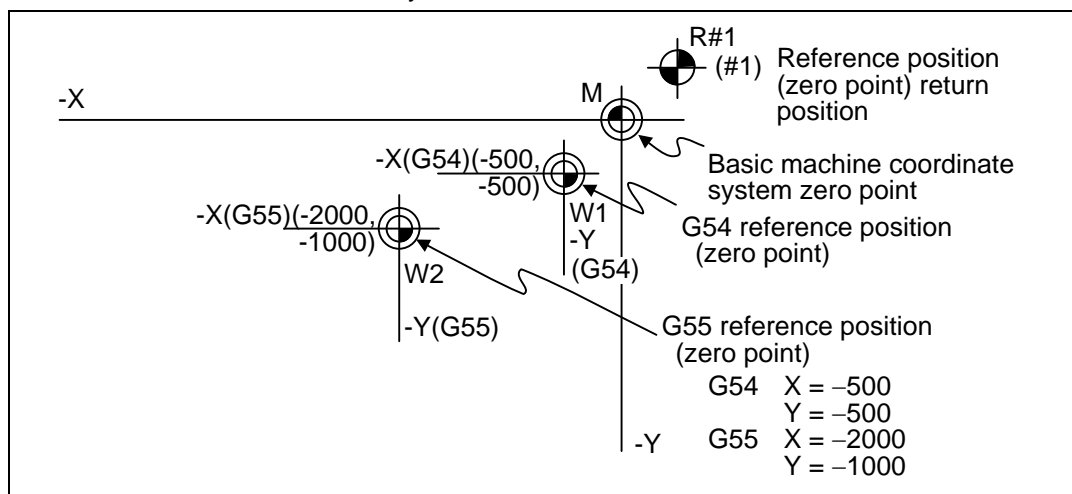 R#1
(#1)
Reference position
(zero point) return
position
-X
M
Basic machine coordinate
system zero point
-X(G54)(-500,
-500)
W1
-Y
(G54)
G54 reference position
(zero point)
-X(G55)(-2000,
-1000)
W2
-Y(G55)
G55 reference position
(zero point)
G54 X = −500
Y = −500
G55 X = −2000
Y = −1000
-Y